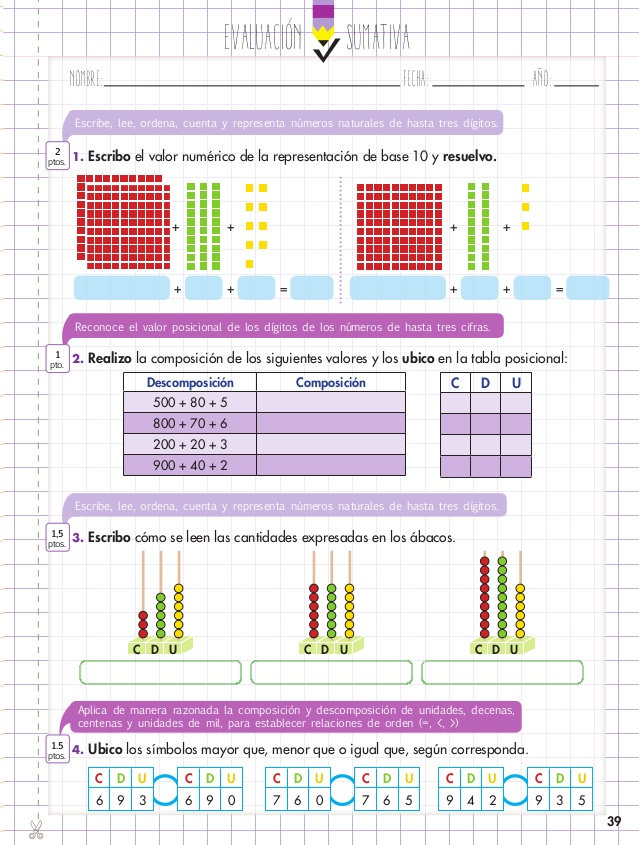 EVALUACIÓN SUMATIVA
NOMBRE: FECHA: AÑO:
Escribe, lee, ordena, cuenta y representa números naturales de hasta tres dígitos.
2 ptos.
1. Escribo el valor numérico de la representación de base 10 y resuelvo.
+ + + +
+ + = + + =
Reconoce el valor posicional de los dígitos de los números de hasta tres cifras.
1 pto.
2. Realizo la composición de los siguientes valores y los ubico en la tabla posicional:
Descomposición Composición C D U
500 + 80 + 5
800 + 70 + 6
200 + 20 + 3
900 + 40 + 2
Escribe, lee, ordena, cuenta y representa números naturales de hasta tres dígitos.
1,5 ptos.
3. Escribo cómo se leen las cantidades expresadas en los ábacos.
C D U C D U C D U
Aplica de manera razonada la composición y descomposición de unidades, decenas,
centenas y unidades de mil, para establecer relaciones de orden (=, <, >)
1.5 ptos.
4. Ubico los símbolos mayor que, menor que o igual que, según corresponda.
C D U C D U C D U C D U C D U C D U
6 9 3 6 9 0 7 6 0 7 6 5 9 4 2 9 3 5
39